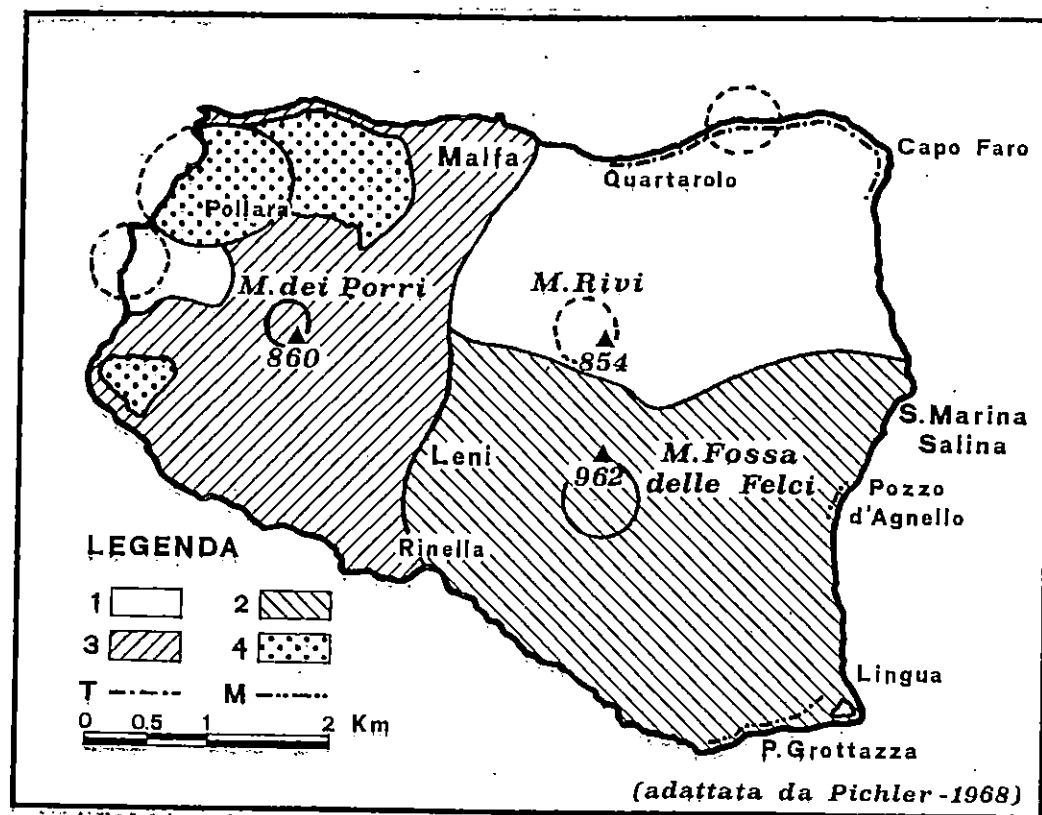 Malfa
Capo Faro
Quartarolo
Pollara
M. dei Porri
860
M. Rivi
854
S. Marina
Salina
Leni
962
M. Fossa
delle Felci
Pozzo
d'Agnello
Rinella
LEGENDA
1 2
3 4
T M
0 0.5 1 2 Km
Lingua
P. Grottazza
(adattata da Pichler - 1968)